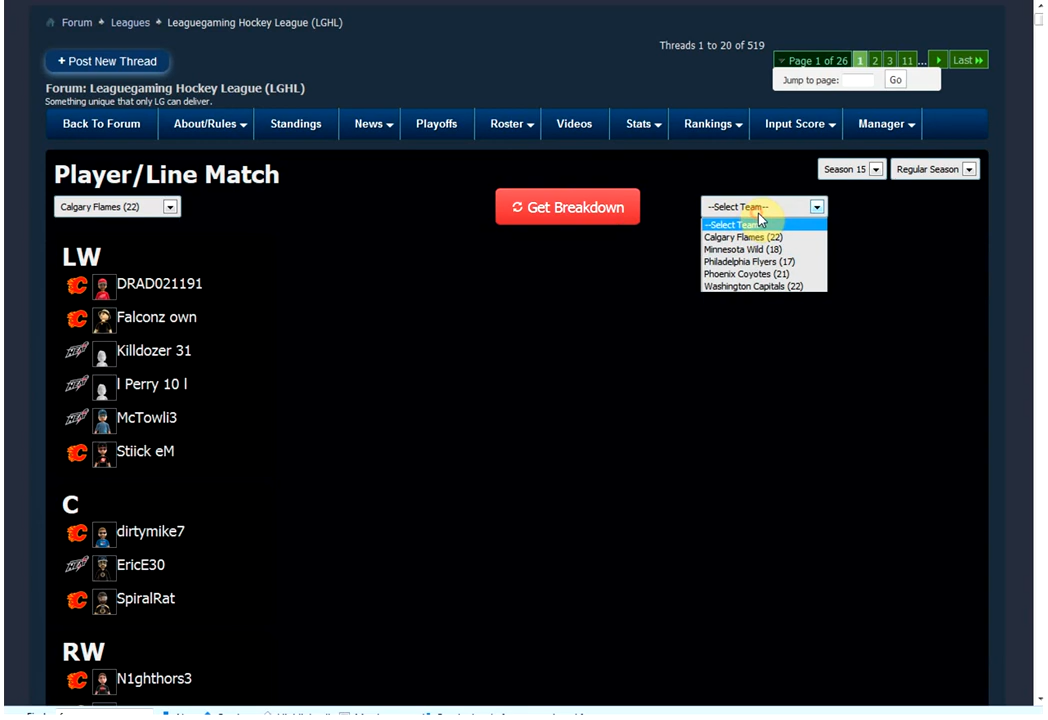 Forum Leagues Leaguegaming Hockey League (LGHL)
Threads 1 to 20 of 519
+ Post New Thread
Page 1 of 26 1 2 3 11 ... Last
Jump to page: Go
Forum: Leaguegaming Hockey League (LGHL)
Something unique that only LG can deliver.
Back To Forum About/Rules Standings News Playoffs Roster Videos Stats Rankings Input Score Manager
Player/Line Match
Season 15 Regular Season
Calgary Flames (22)
Get Breakdown
--Select Team--
--Select Team
Calgary Flames (22)
Minnesota Wild (18)
Philadelphia Flyers (17)
Phoenix Coyotes (21)
Washington Capitals (22)
LW
DRAD021191
Falconz own
Killdozer 31
l Perry 10 l
McTowli3
Stiick eM
C
dirtymike7
EricE30
SpiralRat
RW
N1ghthors3